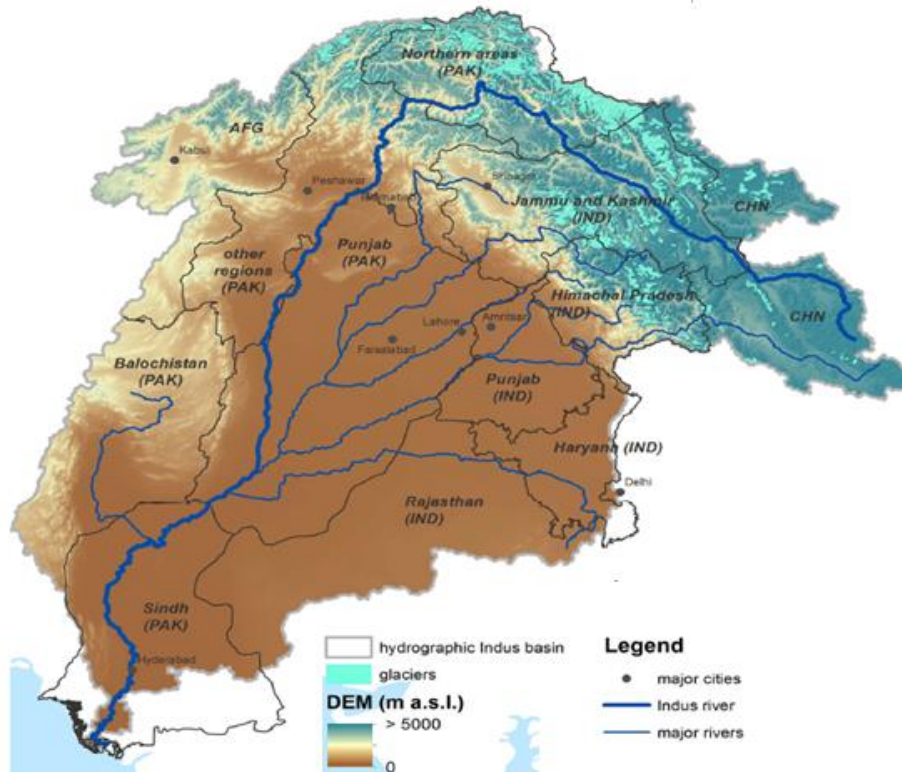 Northern areas
(PAK)
AFG
Kabul
Peshawar
Islamabad
Srinagar
Jammu and Kashmir
(IND)
CHN
other
regions
(PAK)
Punjab
(PAK)
Himachal Pradesh
(IND)
CHN
Lahore
Amritsar
Faisalabad
Balochistan
(PAK)
Punjab
(IND)
Haryana (IND)
Delhi
Rajasthan
(IND)
Sindh
(PAK)
Hyderabad
hydrographic Indus basin
glaciers
DEM (m a.s.l.)
> 5000
0
Legend
major cities
Indus river
major rivers